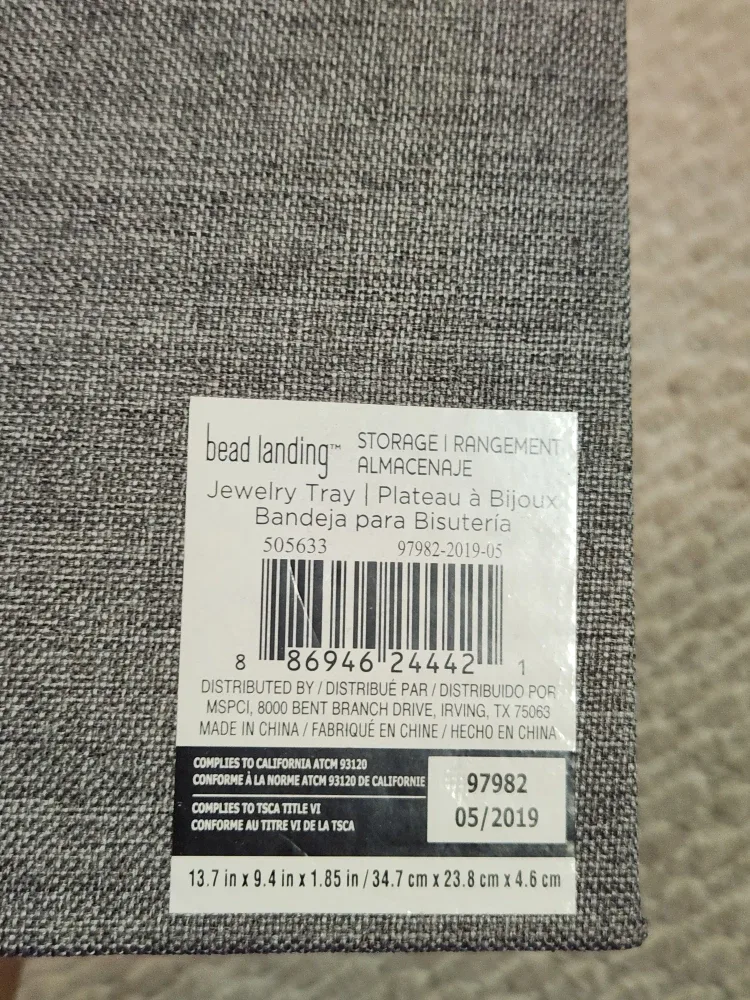 bead landing™ STORAGE | RANGEMENT
ALMACENAJE
Jewelry Tray | Plateau à Bijoux
Bandeja para Bisutería
505633 97982-2019-05
8 86946 24442 1
DISTRIBUTED BY / DISTRIBUÉ PAR / DISTRIBUIDO POR
MSPCI, 8000 BENT BRANCH DRIVE, IRVING, TX 75063
MADE IN CHINA / FABRIQUÉ EN CHINE / HECHO EN CHINA
COMPLIES TO CALIFORNIA ATCM 93120
CONFORME À LA NORME ATCM 93120 DE CALIFORNIE
COMPLIES TO TSCA TITLE VI
CONFORME AU TITRE VI DE LA TSCA
97982
05/2019
13.7 in x 9.4 in x 1.85 in / 34.7 cm x 23.8 cm x 4.6 cm